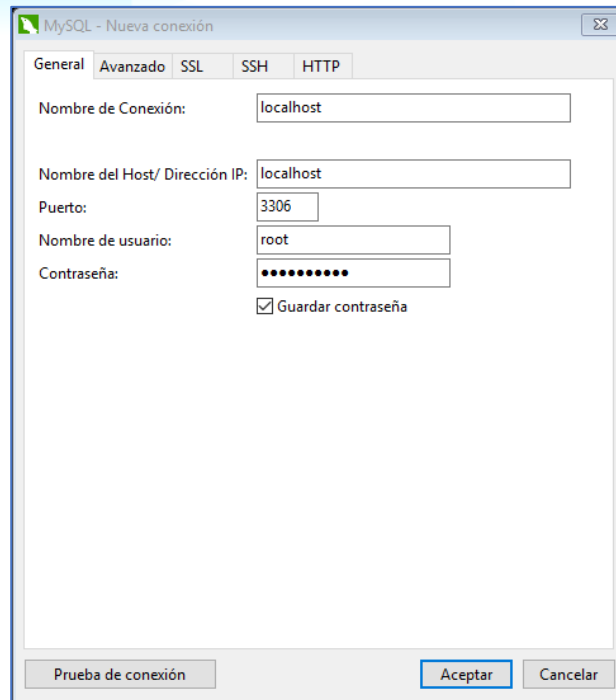 MySQL - Nueva conexión
General Avanzado SSL SSH HTTP
Nombre de Conexión: localhost
Nombre del Host/ Dirección IP: localhost
Puerto: 3306
Nombre de usuario: root
Contraseña: ●●●●●●●●●●
Guardar contraseña
Prueba de conexión Aceptar Cancelar